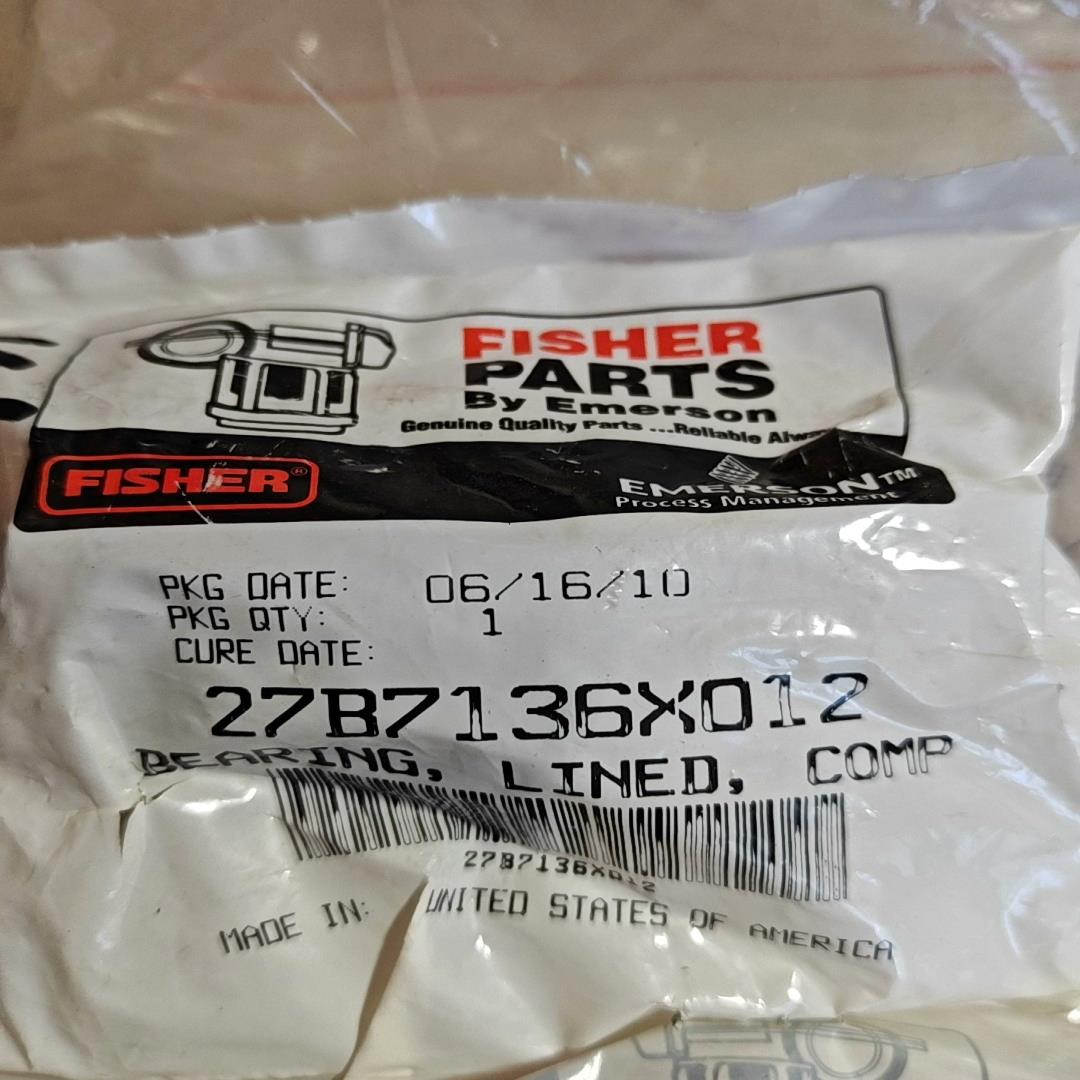 FISHER
PARTS
By Emerson
Genuine Quality Parts ...Reliable
FISHER®
EMERSON™
Process Management
PKG DATE: 06/16/10
PKG QTY: 1
CURE DATE:
27B7136X012
BEARING, LINED, COMP
27B7136X012
MADE IN: UNITED STATES OF AMERICA